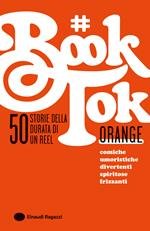 #
Book
Tok
ORANGE
50 STORIE DELLA
DURATA DI
UN REEL
comiche
umoristiche
divertenti
spiritose
frizzanti
Einaudi Ragazzi